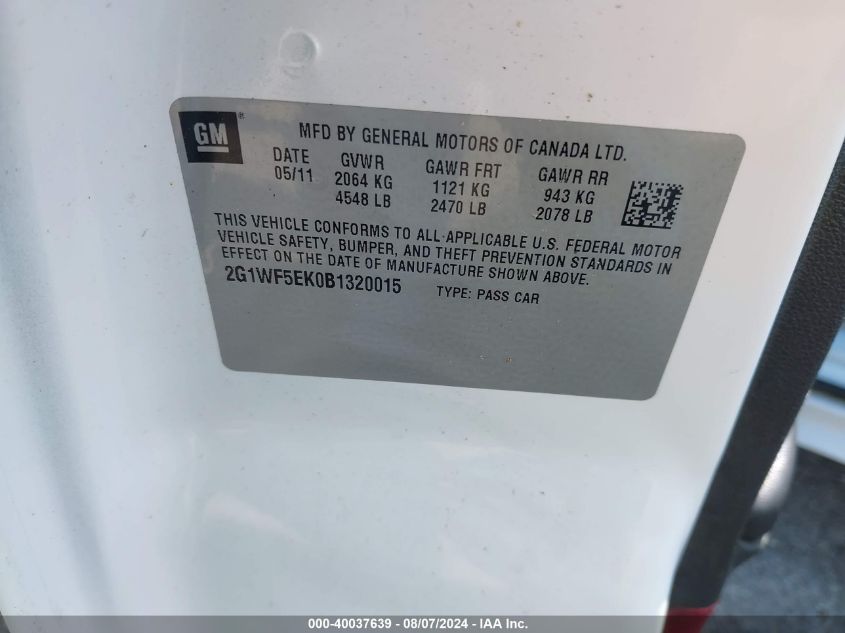 GM ®
MFD BY GENERAL MOTORS OF CANADA LTD.
DATE GVWR GAWR FRT GAWR RR
05/11 2064 KG 1121 KG 943 KG
4548 LB 2470 LB 2078 LB
THIS VEHICLE CONFORMS TO ALL APPLICABLE U.S. FEDERAL MOTOR
VEHICLE SAFETY, BUMPER, AND THEFT PREVENTION STANDARDS IN
EFFECT ON THE DATE OF MANUFACTURE SHOWN ABOVE.
2G1WF5EK0B1320015 TYPE: PASS CAR
000-40037639 - 08/07/2024 - IAA Inc.